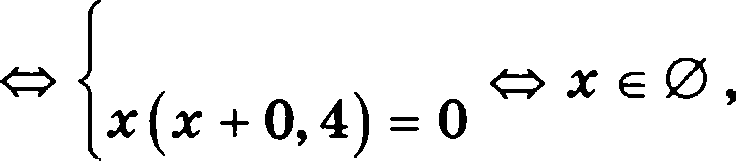 ⇔ { x(x + 0,4) = 0 ⇔ x ∈ ∅,